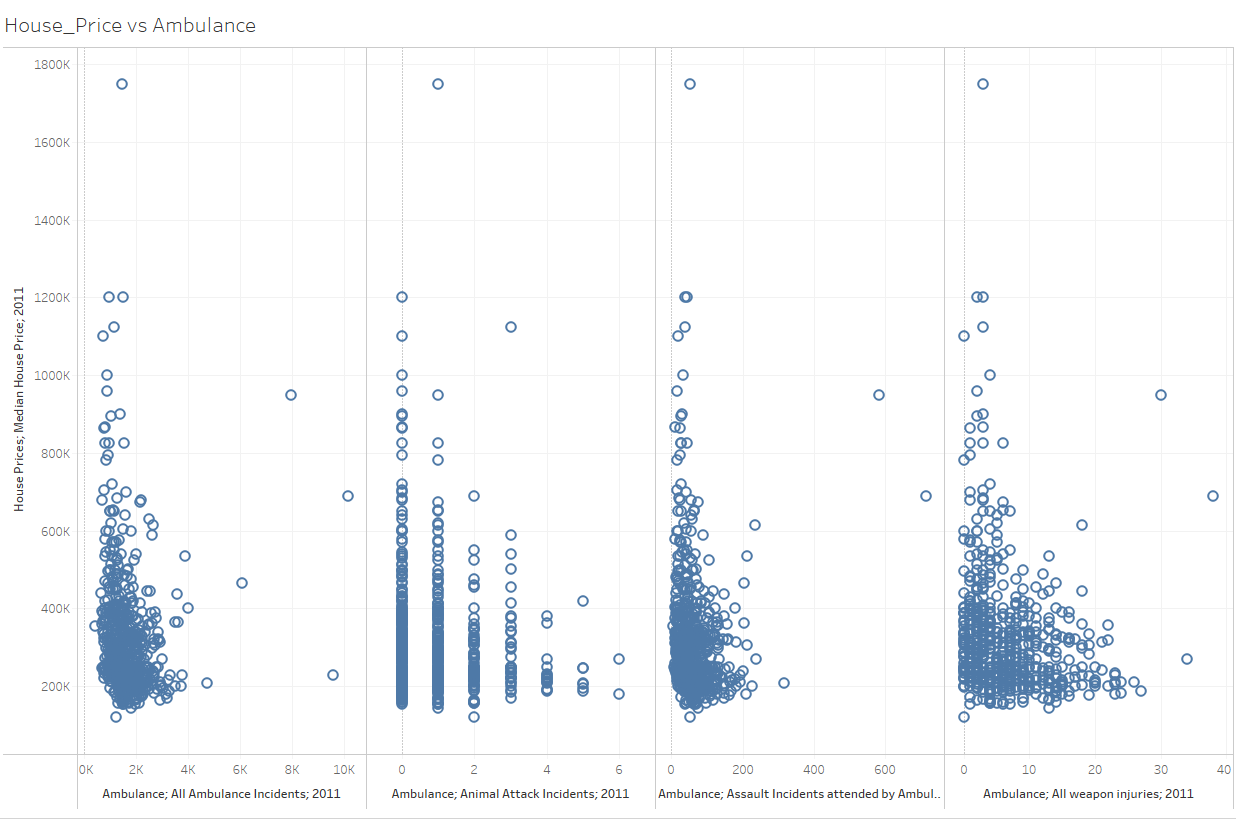 House_Price vs Ambulance
House Prices; Median House Price; 2011
1800K
1600K
1400K
1200K
1000K
800K
600K
400K
200K
0K 2K 4K 6K 8K 10K
0 2 4 6
0 200 400 600
0 10 20 30 40
Ambulance; All Ambulance Incidents; 2011
Ambulance; Animal Attack Incidents; 2011
Ambulance; Assault Incidents attended by Ambul..
Ambulance; All weapon injuries; 2011